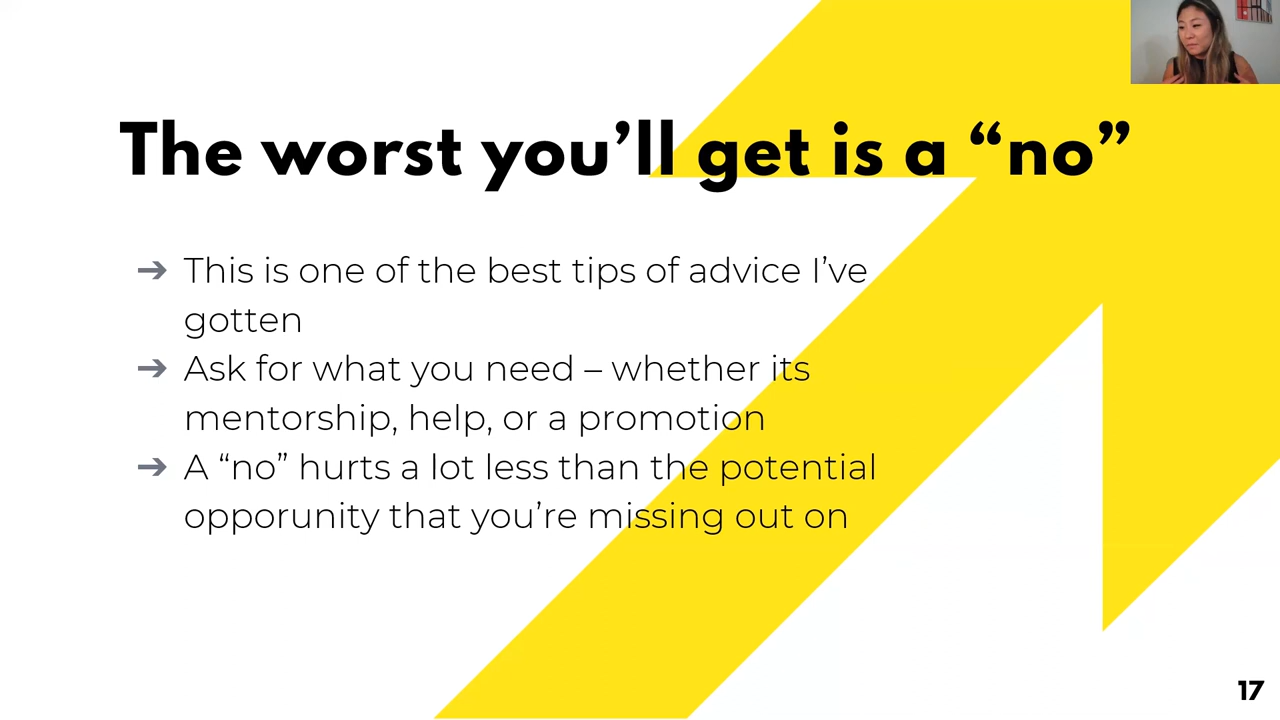 The worst you’ll get is a “no”
➔ This is one of the best tips of advice I’ve
gotten
➔ Ask for what you need – whether its
mentorship, help, or a promotion
➔ A “no” hurts a lot less than the potential
opporunity that you’re missing out on
17